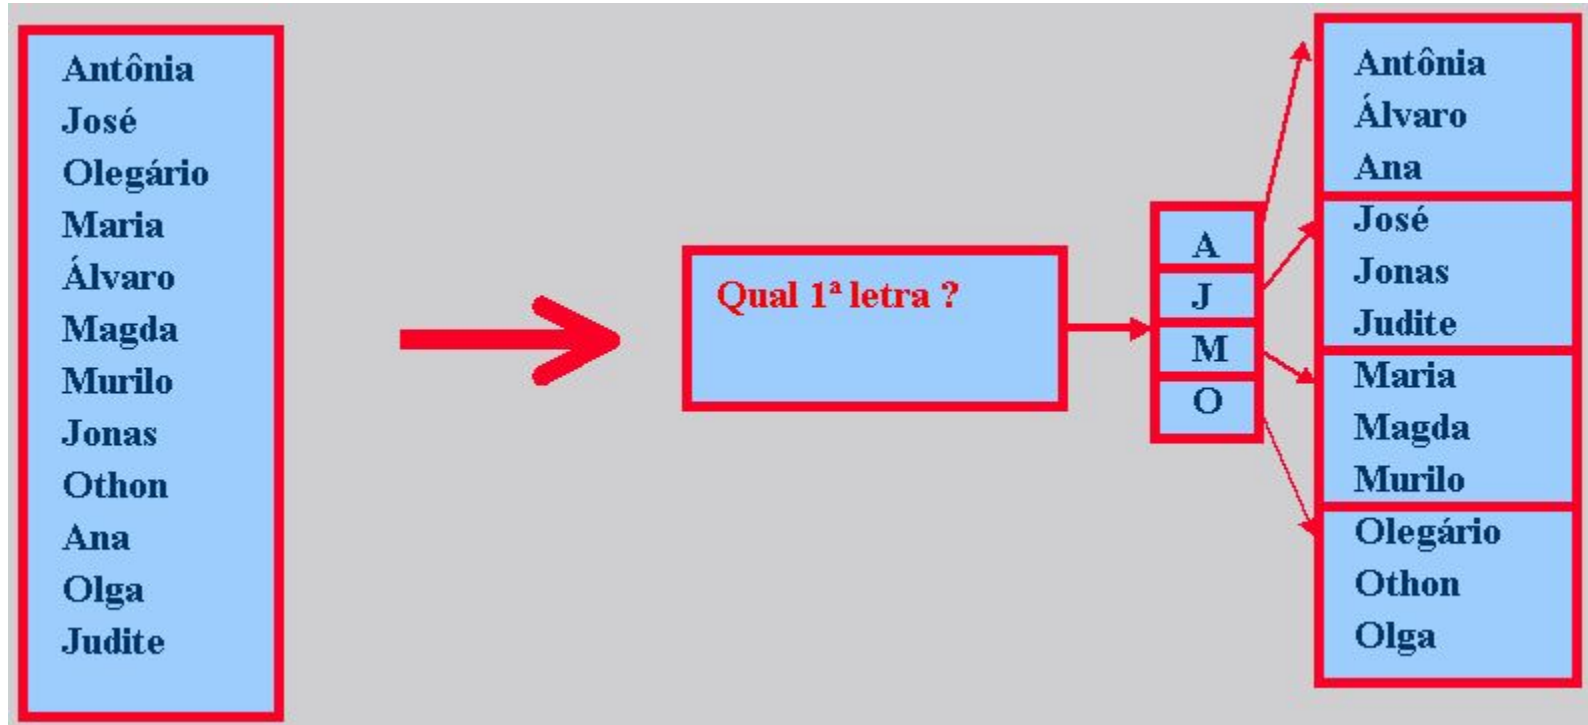 Antônia
José
Olegário
Maria
Álvaro
Magda
Murilo
Jonas
Othon
Ana
Olga
Judite
Qual 1ª letra ?
A
J
M
O
Antônia
Álvaro
Ana
José
Jonas
Judite
Maria
Magda
Murilo
Olegário
Othon
Olga